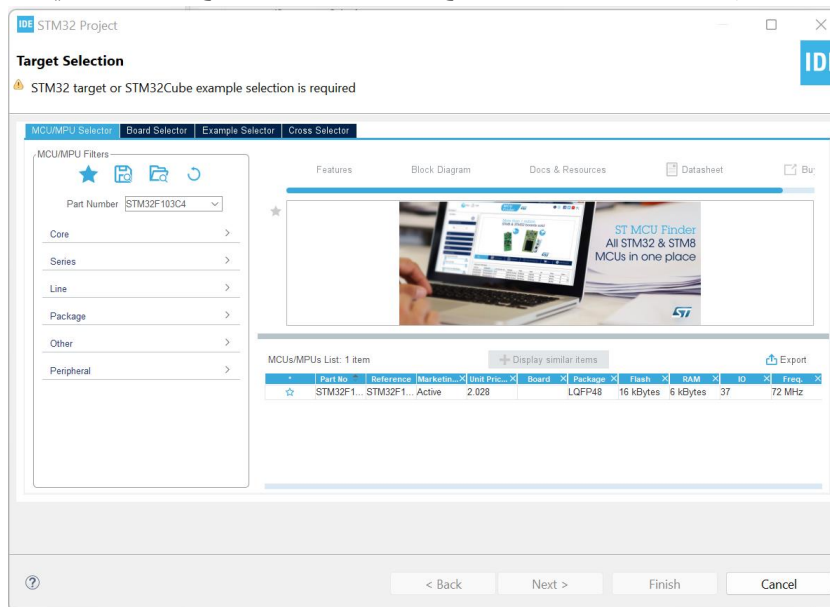 IDE STM32 Project
Target Selection
STM32 target or STM32Cube example selection is required
IDE
MCU/MPU Selector Board Selector Example Selector Cross Selector
MCU/MPU Filters
Part Number STM32F103C4
Core
Series
Line
Package
Other
Peripheral
Features Block Diagram Docs & Resources Datasheet Bu
ST MCU Finder
All STM32 & STM8
MCUs in one place
ST
MCUs/MPUs List: 1 item
+ Display similar items
Export
* Part No Reference Marketin... X Unit Pric... X Board X Package X Flash X RAM X IO X Freq. X
STM32F1... STM32F1... Active 2.028 LQFP48 16 kBytes 6 kBytes 37 72 MHz
? < Back Next > Finish Cancel